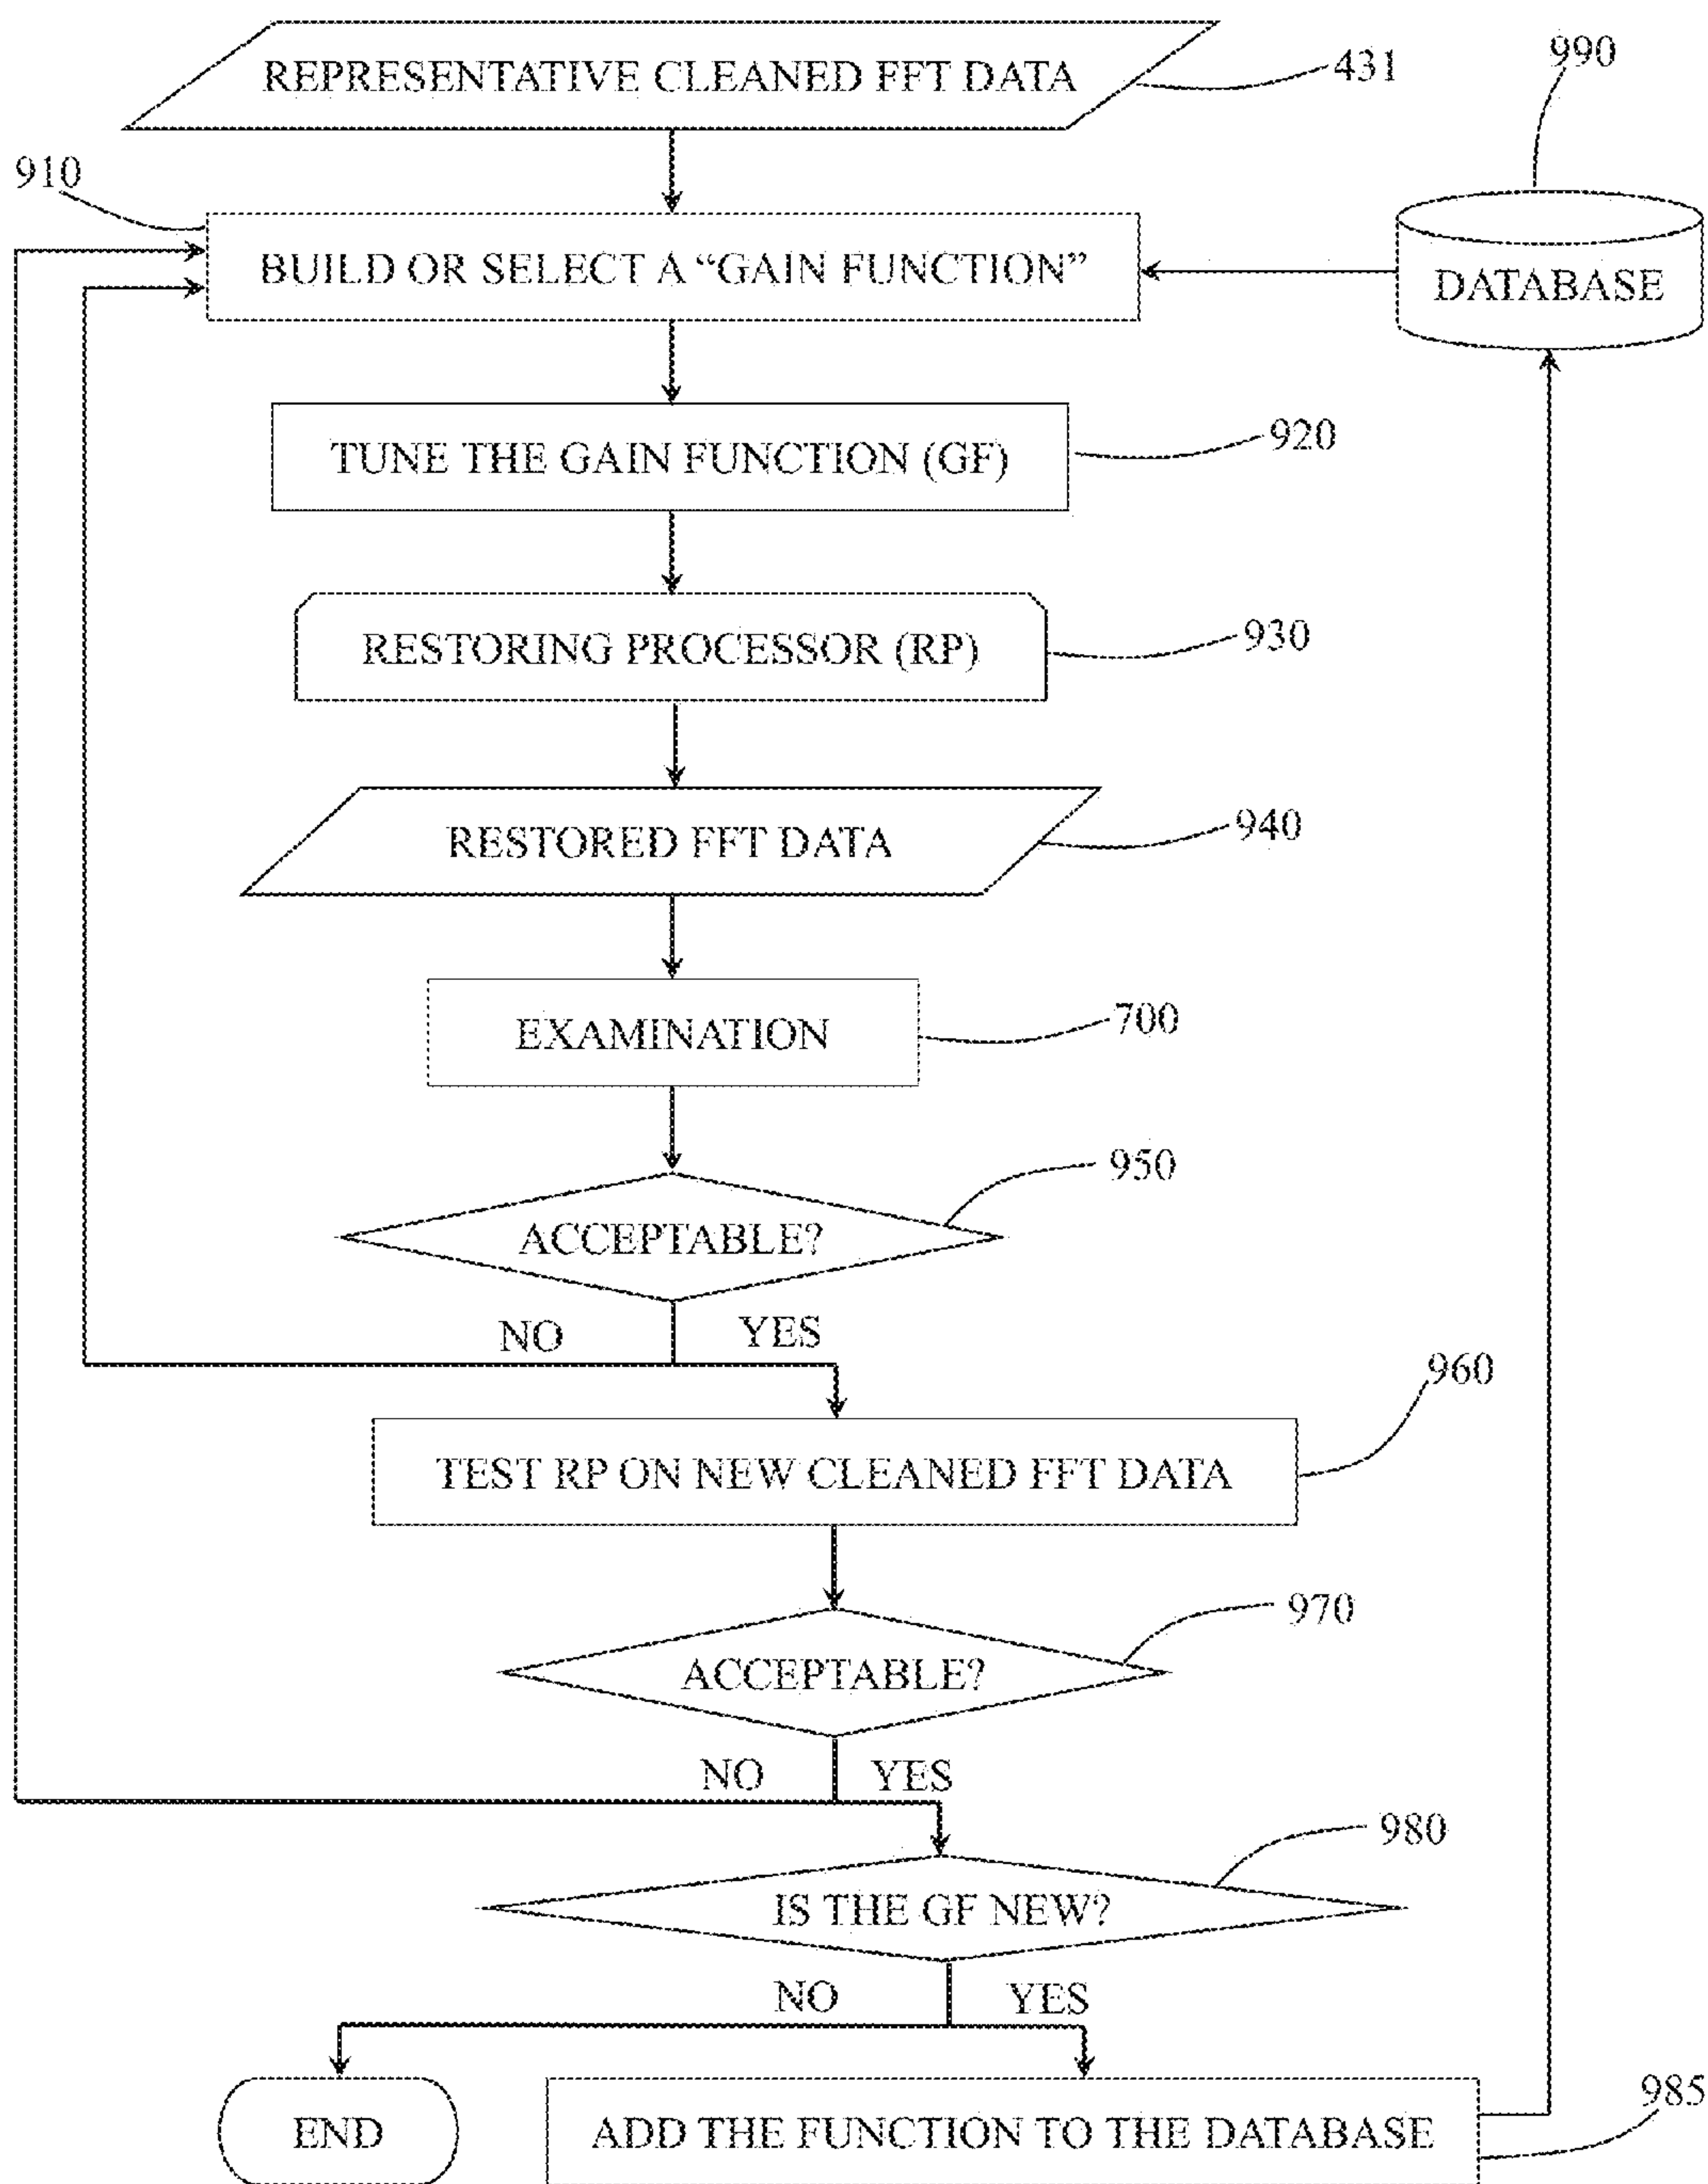 REPRESENTATIVE CLEANED FFT DATA
431
990
910
BUILD OR SELECT A “GAIN FUNCTION”
DATABASE
TUNE THE GAIN FUNCTION (GF)
920
RESTORING PROCESSOR (RP)
930
RESTORED FFT DATA
940
EXAMINATION
700
950
ACCEPTABLE?
NO
YES
960
TEST RP ON NEW CLEANED FFT DATA
970
ACCEPTABLE?
NO
YES
980
IS THE GF NEW?
NO
YES
985
END
ADD THE FUNCTION TO THE DATABASE